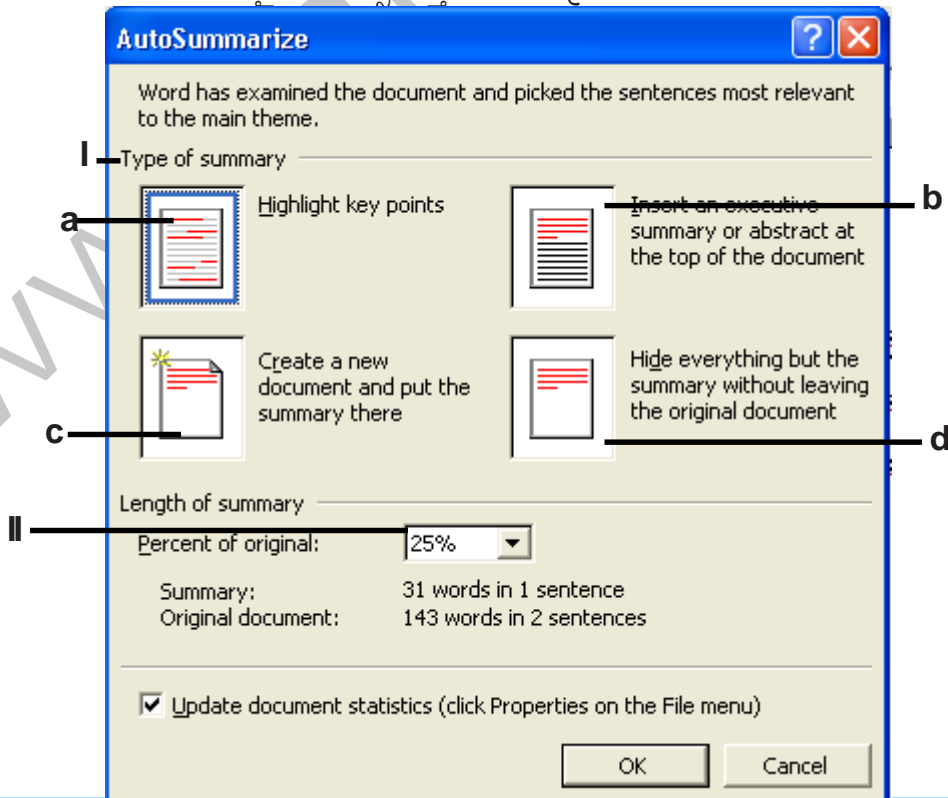 AutoSummarize
Word has examined the document and picked the sentences most relevant
to the main theme.
I
Type of summary
a
Highlight key points
b
Insert an executive
summary or abstract at
the top of the document
Create a new
document and put the
summary there
c
Hide everything but the
summary without leaving
the original document
d
Length of summary
II
Percent of original:
25%
Summary:
31 words in 1 sentence
Original document:
143 words in 2 sentences
Update document statistics (click Properties on the File menu)
OK
Cancel